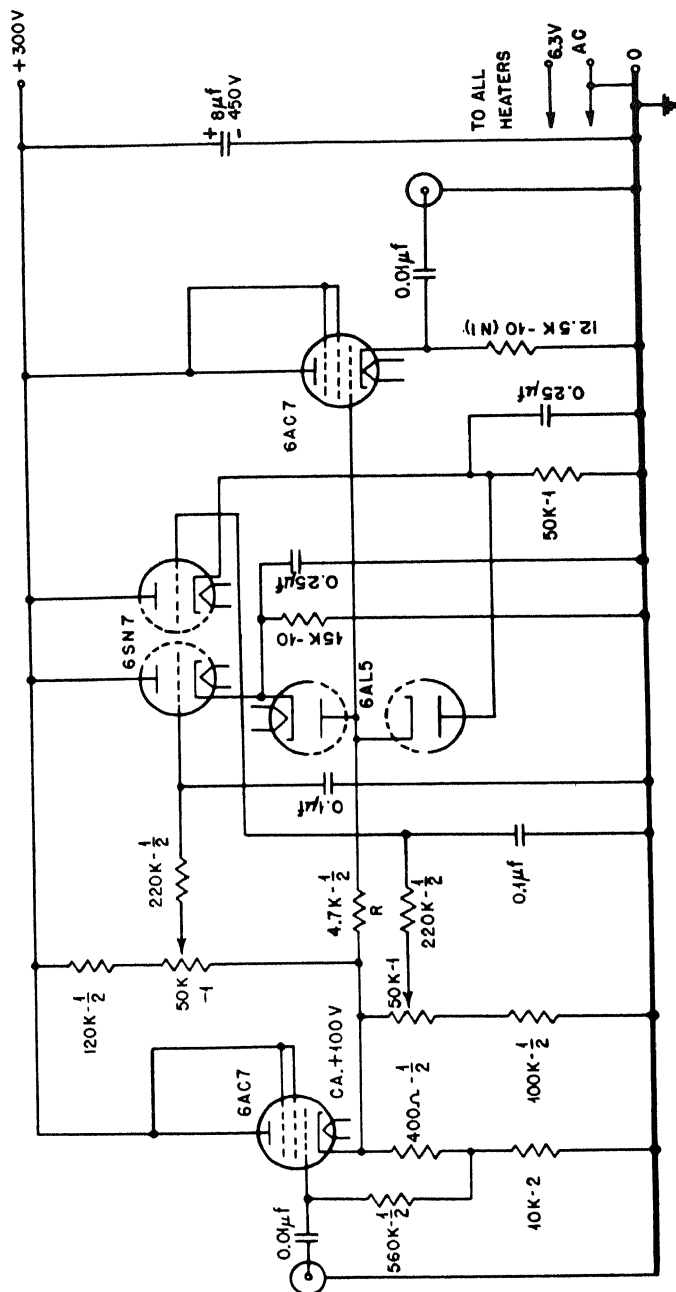 +300V
120K-½
50K
-1
220K-½
6SN7
+
8µf
-450V
6AC7
CA.+100V
0.01µf
560K-½
400Ω-½
10K-2
4.7K-½
R
50K-1
220K-½
100K-½
0.1µf
0.1µf
6AL5
15K-10
0.25µf
6AC7
0.01µf
50K-1
0.25µf
12.5K-10 (NI)
TO ALL
HEATERS
6.3V
AC
0